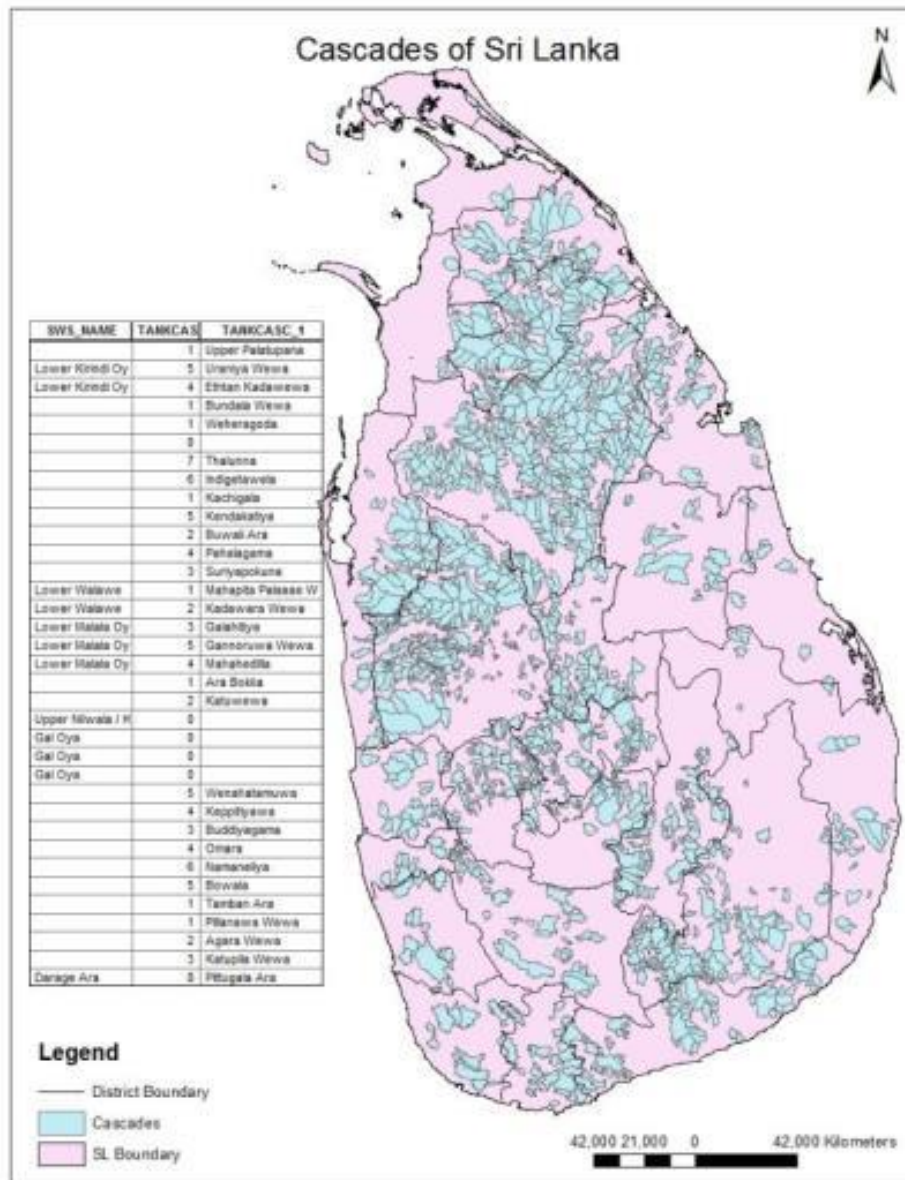 Cascades of Sri Lanka
N
SWS_NAME TANKCAS TANKCASC_1
1 Upper Palatupana
Lower Kirindi Oy 5 Uraniya Wewa
Lower Kirindi Oy 4 Ethtan Kadawewa
1 Bundala Wewa
1 Weheragoda
0
7 Thalunna
6 Indigetawela
1 Kachigala
5 Kendakatiya
2 Buwali Ara
4 Pahalagama
3 Suriyapokuna
Lower Walawe 1 Mahapita Palaaas W
Lower Walawe 2 Kadawara Wewa
Lower Malala Oy 3 Galahitiya
Lower Malala Oy 5 Gannoruwa Wewa
Lower Malala Oy 4 Mahahedilla
1 Ara Bokka
2 Katuwewa
Upper Nilwala / K 0
Gal Oya 0
Gal Oya 0
Gal Oya 0
5 Wenahatamuwa
4 Keppitiyawa
3 Buddiyagama
4 Omara
6 Namaneliya
5 Bowala
1 Tamban Ara
1 Pillanawa Wewa
2 Agara Wewa
3 Katupila Wewa
Darage Ara 0 Pittugala Ara
Legend
District Boundary
Cascades
SL Boundary
42,000 21,000 0 42,000 Kilometers